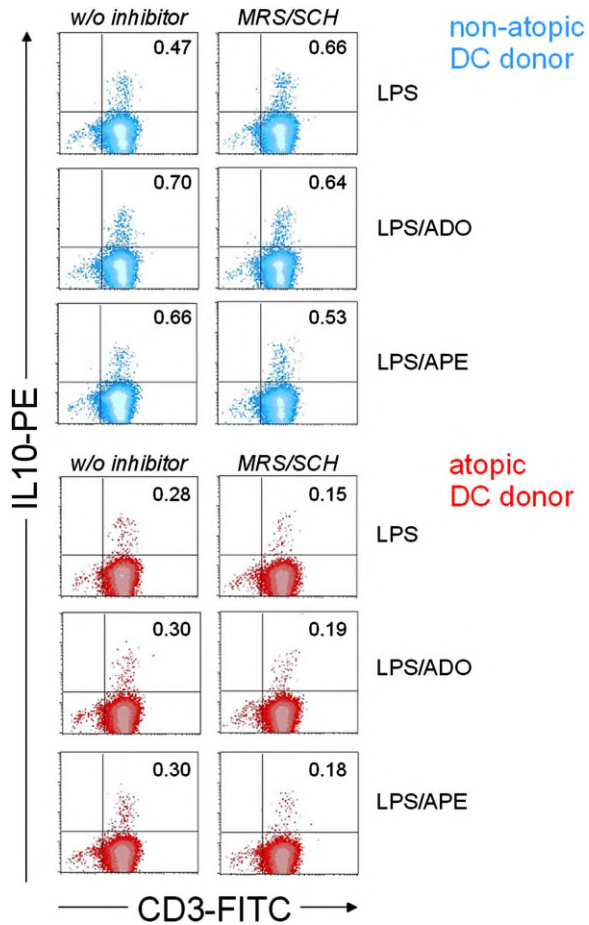 w/o inhibitor MRS/SCH
non-atopic
DC donor
0.47 0.66
LPS
0.70 0.64
LPS/ADO
0.66 0.53
LPS/APE
IL10-PE
w/o inhibitor MRS/SCH
atopic
DC donor
0.28 0.15
LPS
0.30 0.19
LPS/ADO
0.30 0.18
LPS/APE
CD3-FITC